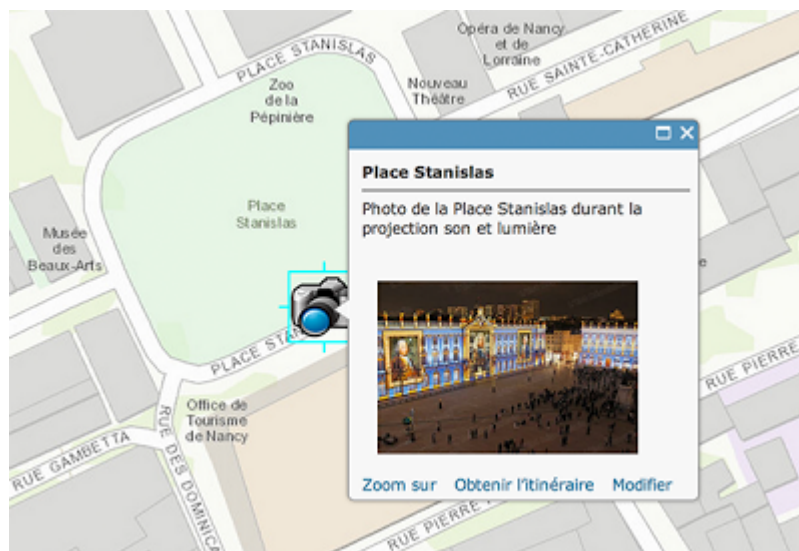 PLACE STANISLAS
Zoo
de la
Pépinière
Opéra de Nancy
et de
Lorraine
RUE SAINTE-CATHERINE
Nouveau
Théâtre
Place
Stanislas
Musée
des
Beaux-Arts
PLACE STA
Office de
Tourisme
de Nancy
RUE GAMBETTA
RUE DES DOMINICA
Place Stanislas
Photo de la Place Stanislas durant la
projection son et lumière
Zoom sur Obtenir l'itinéraire Modifier
e
RUE PIERRE
RUE PIERRE